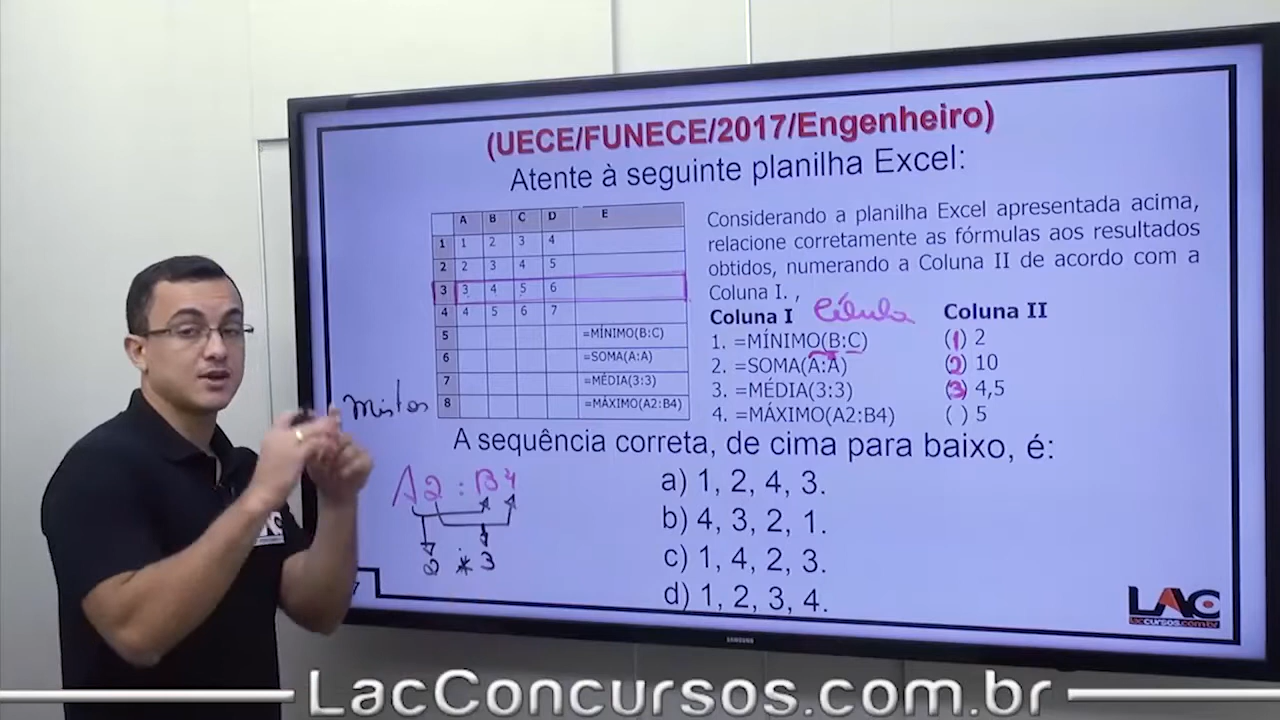 (UECE/FUNECE/2017/Engenheiro)
Atente à seguinte planilha Excel:
A B C D E
1 1 2 3 4
2 2 3 4 5
3 3 4 5 6
4 4 5 6 7
5 =MÍNIMO(B:C)
6 =SOMA(A:A)
7 =MÉDIA(3:3)
8 =MÁXIMO(A2:B4)
Considerando a planilha Excel apresentada acima,
relacione corretamente as fórmulas aos resultados
obtidos, numerando a Coluna II de acordo com a
Coluna I. ,
Coluna I Célula Coluna II
1. =MÍNIMO(B:C) (1) 2
2. =SOMA(A:A) (2) 10
3. =MÉDIA(3:3) (3) 4,5
4. =MÁXIMO(A2:B4) ( ) 5
A sequência correta, de cima para baixo, é:
a) 1, 2, 4, 3.
b) 4, 3, 2, 1.
c) 1, 4, 2, 3.
d) 1, 2, 3, 4.
A2 : B4
2 * 3
LAC
laccursos.com.br
SAMSUNG
LacConcursos.com.br